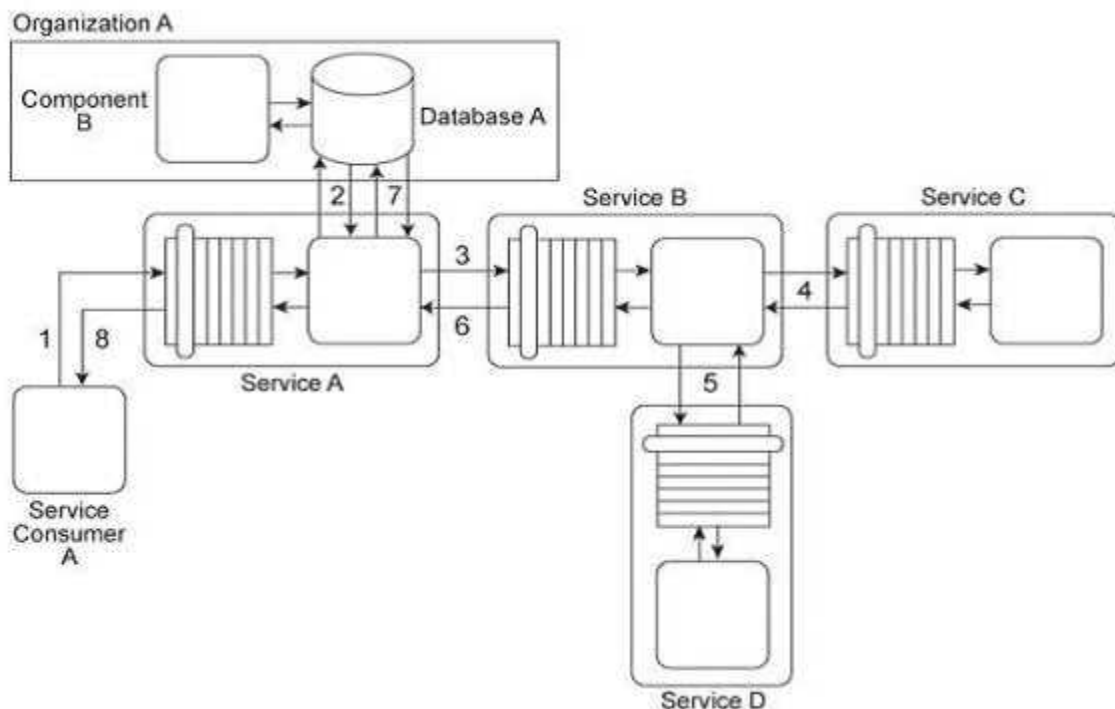 Organization A
Component
B
Database A
2
7
Service B
Service C
3
4
6
1
8
Service A
5
Service
Consumer
A
Service D